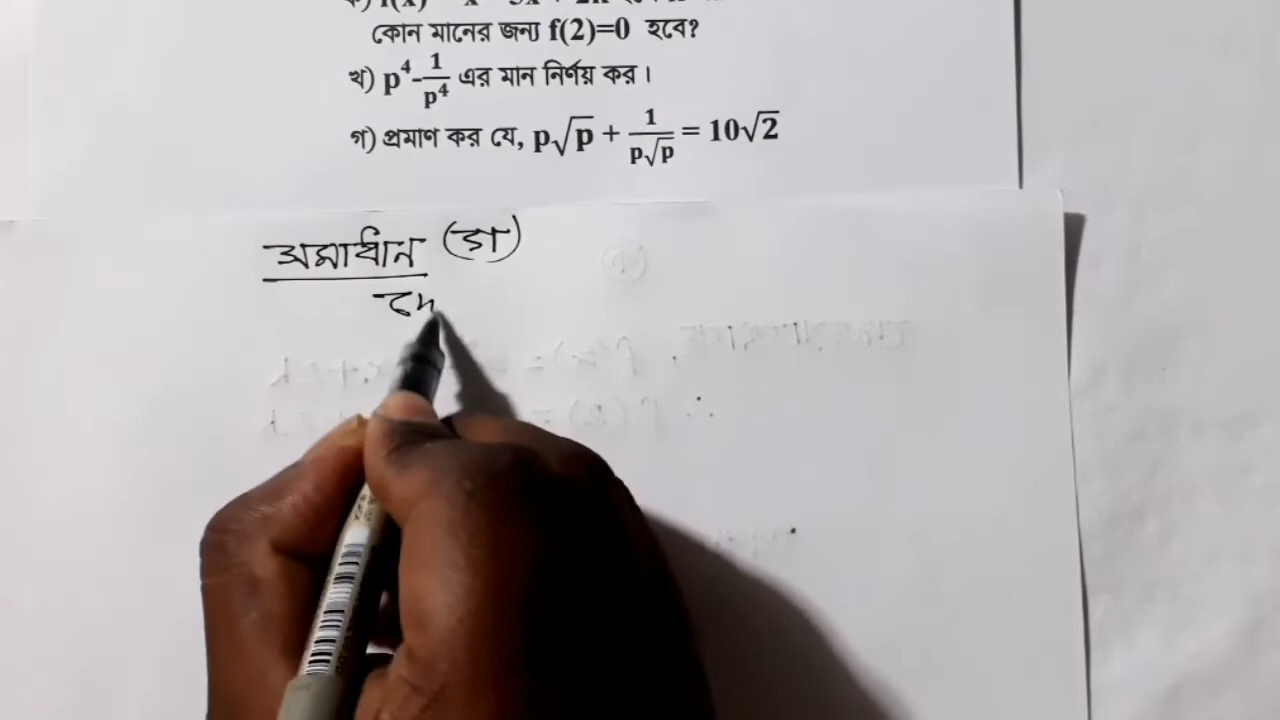 কোন মানের জন্য f(2)=0 হবে?
খ) p⁴-1/p⁴ এর মান নির্ণয় কর।
গ) প্রমাণ কর যে, p√p + 1/p√p = 10√2
সমাধান (গ)